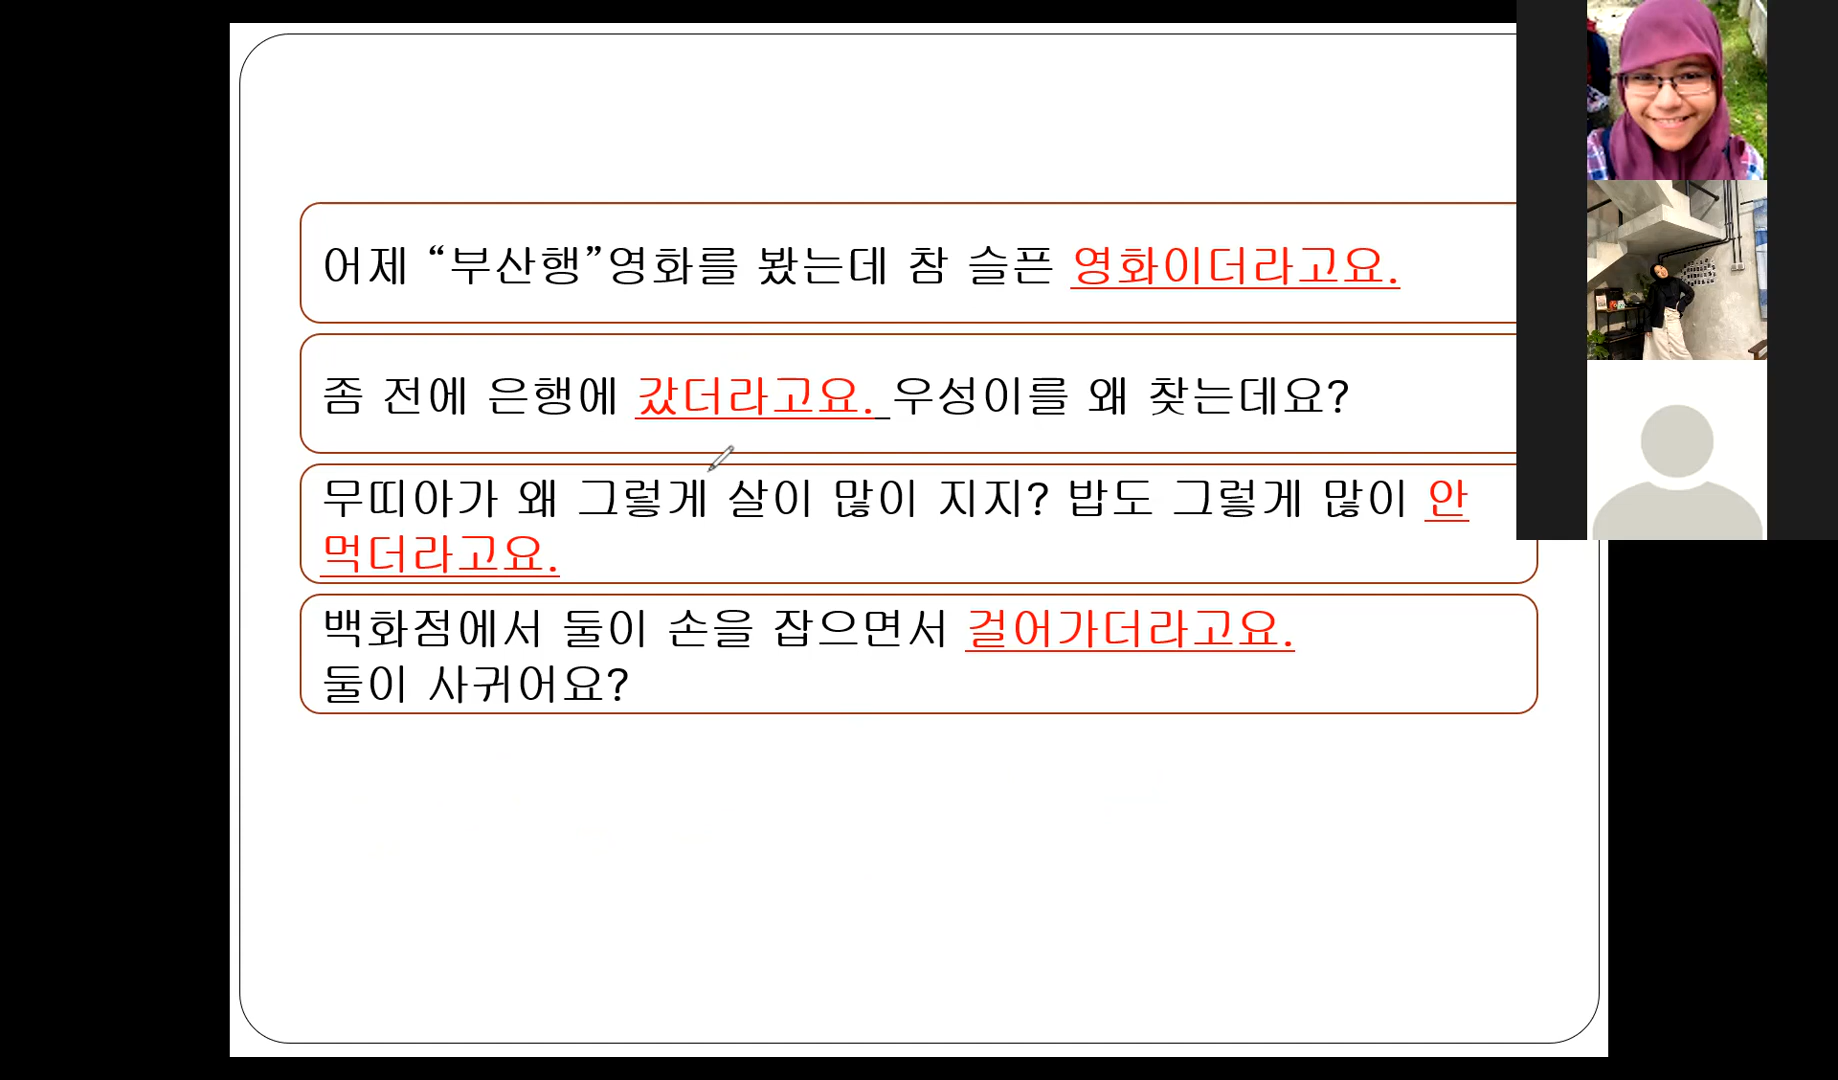 어제 “부산행”영화를 봤는데 참 슬픈 영화이더라고요.
좀 전에 은행에 갔더라고요. 우성이를 왜 찾는데요?
무띠아가 왜 그렇게 살이 많이 지지? 밥도 그렇게 많이 안
먹더라고요.
백화점에서 둘이 손을 잡으면서 걸어가더라고요.
둘이 사귀어요?